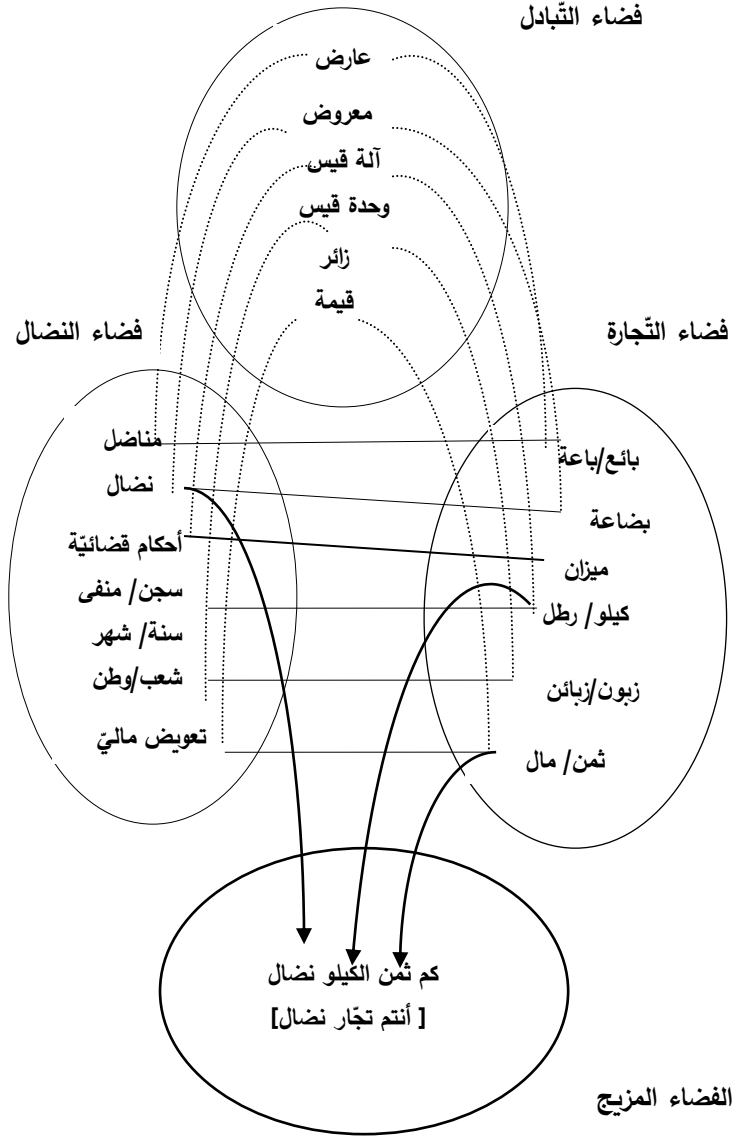 فضاء التّبادل
عارض
معروض
آلة قيس
وحدة قيس
زائر
قيمة
فضاء التّجارة
فضاء النضال
بائع/باعة
بضاعة
ميزان
كيلو/ رطل
زبون/زبائن
ثمن/ مال
مناضل
نضال
أحكام قضائيّة
سجن/ منفى
سنة/ شهر
شعب/وطن
تعويض ماليّ
كم ثمن الكيلو نضال
[ أنتم تجّار نضال]
الفضاء المزيج